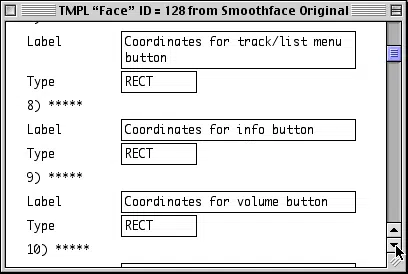 TMPL “Face” ID = 128 from Smoothface Original
Label Coordinates for track/list menu
button
Type RECT
8) *****
Label Coordinates for info button
Type RECT
9) *****
Label Coordinates for volume button
Type RECT
10) *****